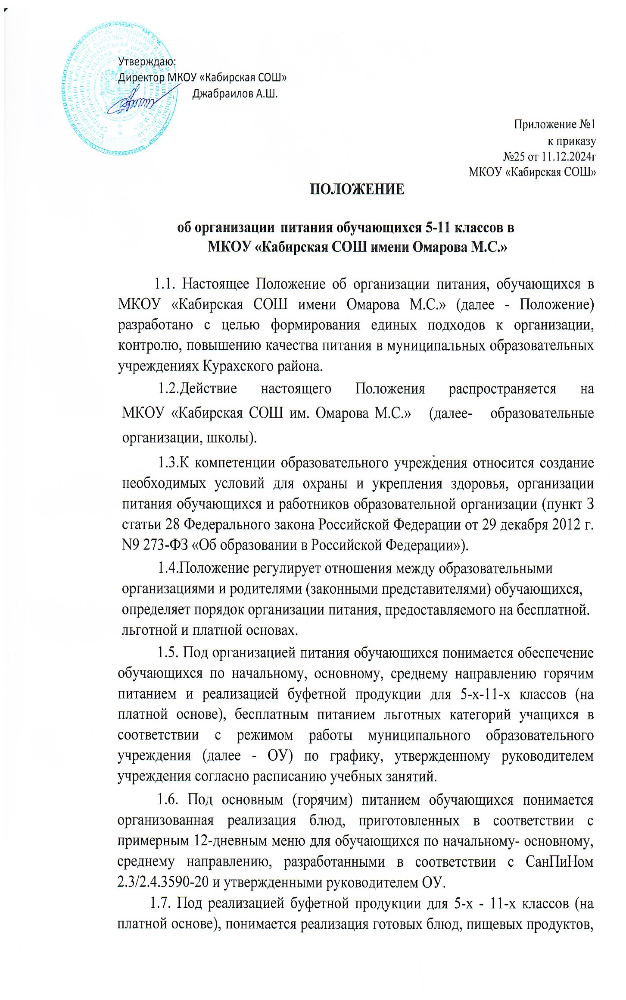 Утверждаю:
Директор МКОУ «Кабирская СОШ»
Джабраилов А.Ш.
Приложение №1
к приказу
№25 от 11.12.2024г
МКОУ «Кабирская СОШ»
ПОЛОЖЕНИЕ
об организации питания обучающихся 5-11 классов в
МКОУ «Кабирская СОШ имени Омарова М.С.»
1.1. Настоящее Положение об организации питания, обучающихся в
МКОУ «Кабирская СОШ имени Омарова М.С.» (далее - Положение)
разработано с целью формирования единых подходов к организации,
контролю, повышению качества питания в муниципальных образовательных
учреждениях Курахского района.
1.2.Действие настоящего Положения распространяется на
МКОУ «Кабирская СОШ им. Омарова М.С.» (далее- образовательные
организации, школы).
1.3.К компетенции образовательного учреждения относится создание
необходимых условий для охраны и укрепления здоровья, организации
питания обучающихся и работников образовательной организации (пункт З
статьи 28 Федерального закона Российской Федерации от 29 декабря 2012 г.
N9 273-ФЗ «Об образовании в Российской Федерации»).
1.4.Положение регулирует отношения между образовательными
организациями и родителями (законными представителями) обучающихся,
определяет порядок организации питания, предоставляемого на бесплатной.
льготной и платной основах.
1.5. Под организацией питания обучающихся понимается обеспечение
обучающихся по начальному, основному, среднему направлению горячим
питанием и реализацией буфетной продукции для 5-х-11-х классов (на
платной основе), бесплатным питанием льготных категорий учащихся в
соответствии с режимом работы муниципального образовательного
учреждения (далее - ОУ) по графику, утвержденному руководителем
учреждения согласно расписанию учебных занятий.
1.6. Под основным (горячим) питанием обучающихся понимается
организованная реализация блюд, приготовленных в соответствии с
примерным 12-дневным меню для обучающихся по начальному- основному,
среднему направлению, разработанными в соответствии с СанПиНом
2.3/2.4.3590-20 и утвержденными руководителем ОУ.
1.7. Под реализацией буфетной продукции для 5-х - 11-х классов (на
платной основе), понимается реализация готовых блюд, пищевых продуктов,